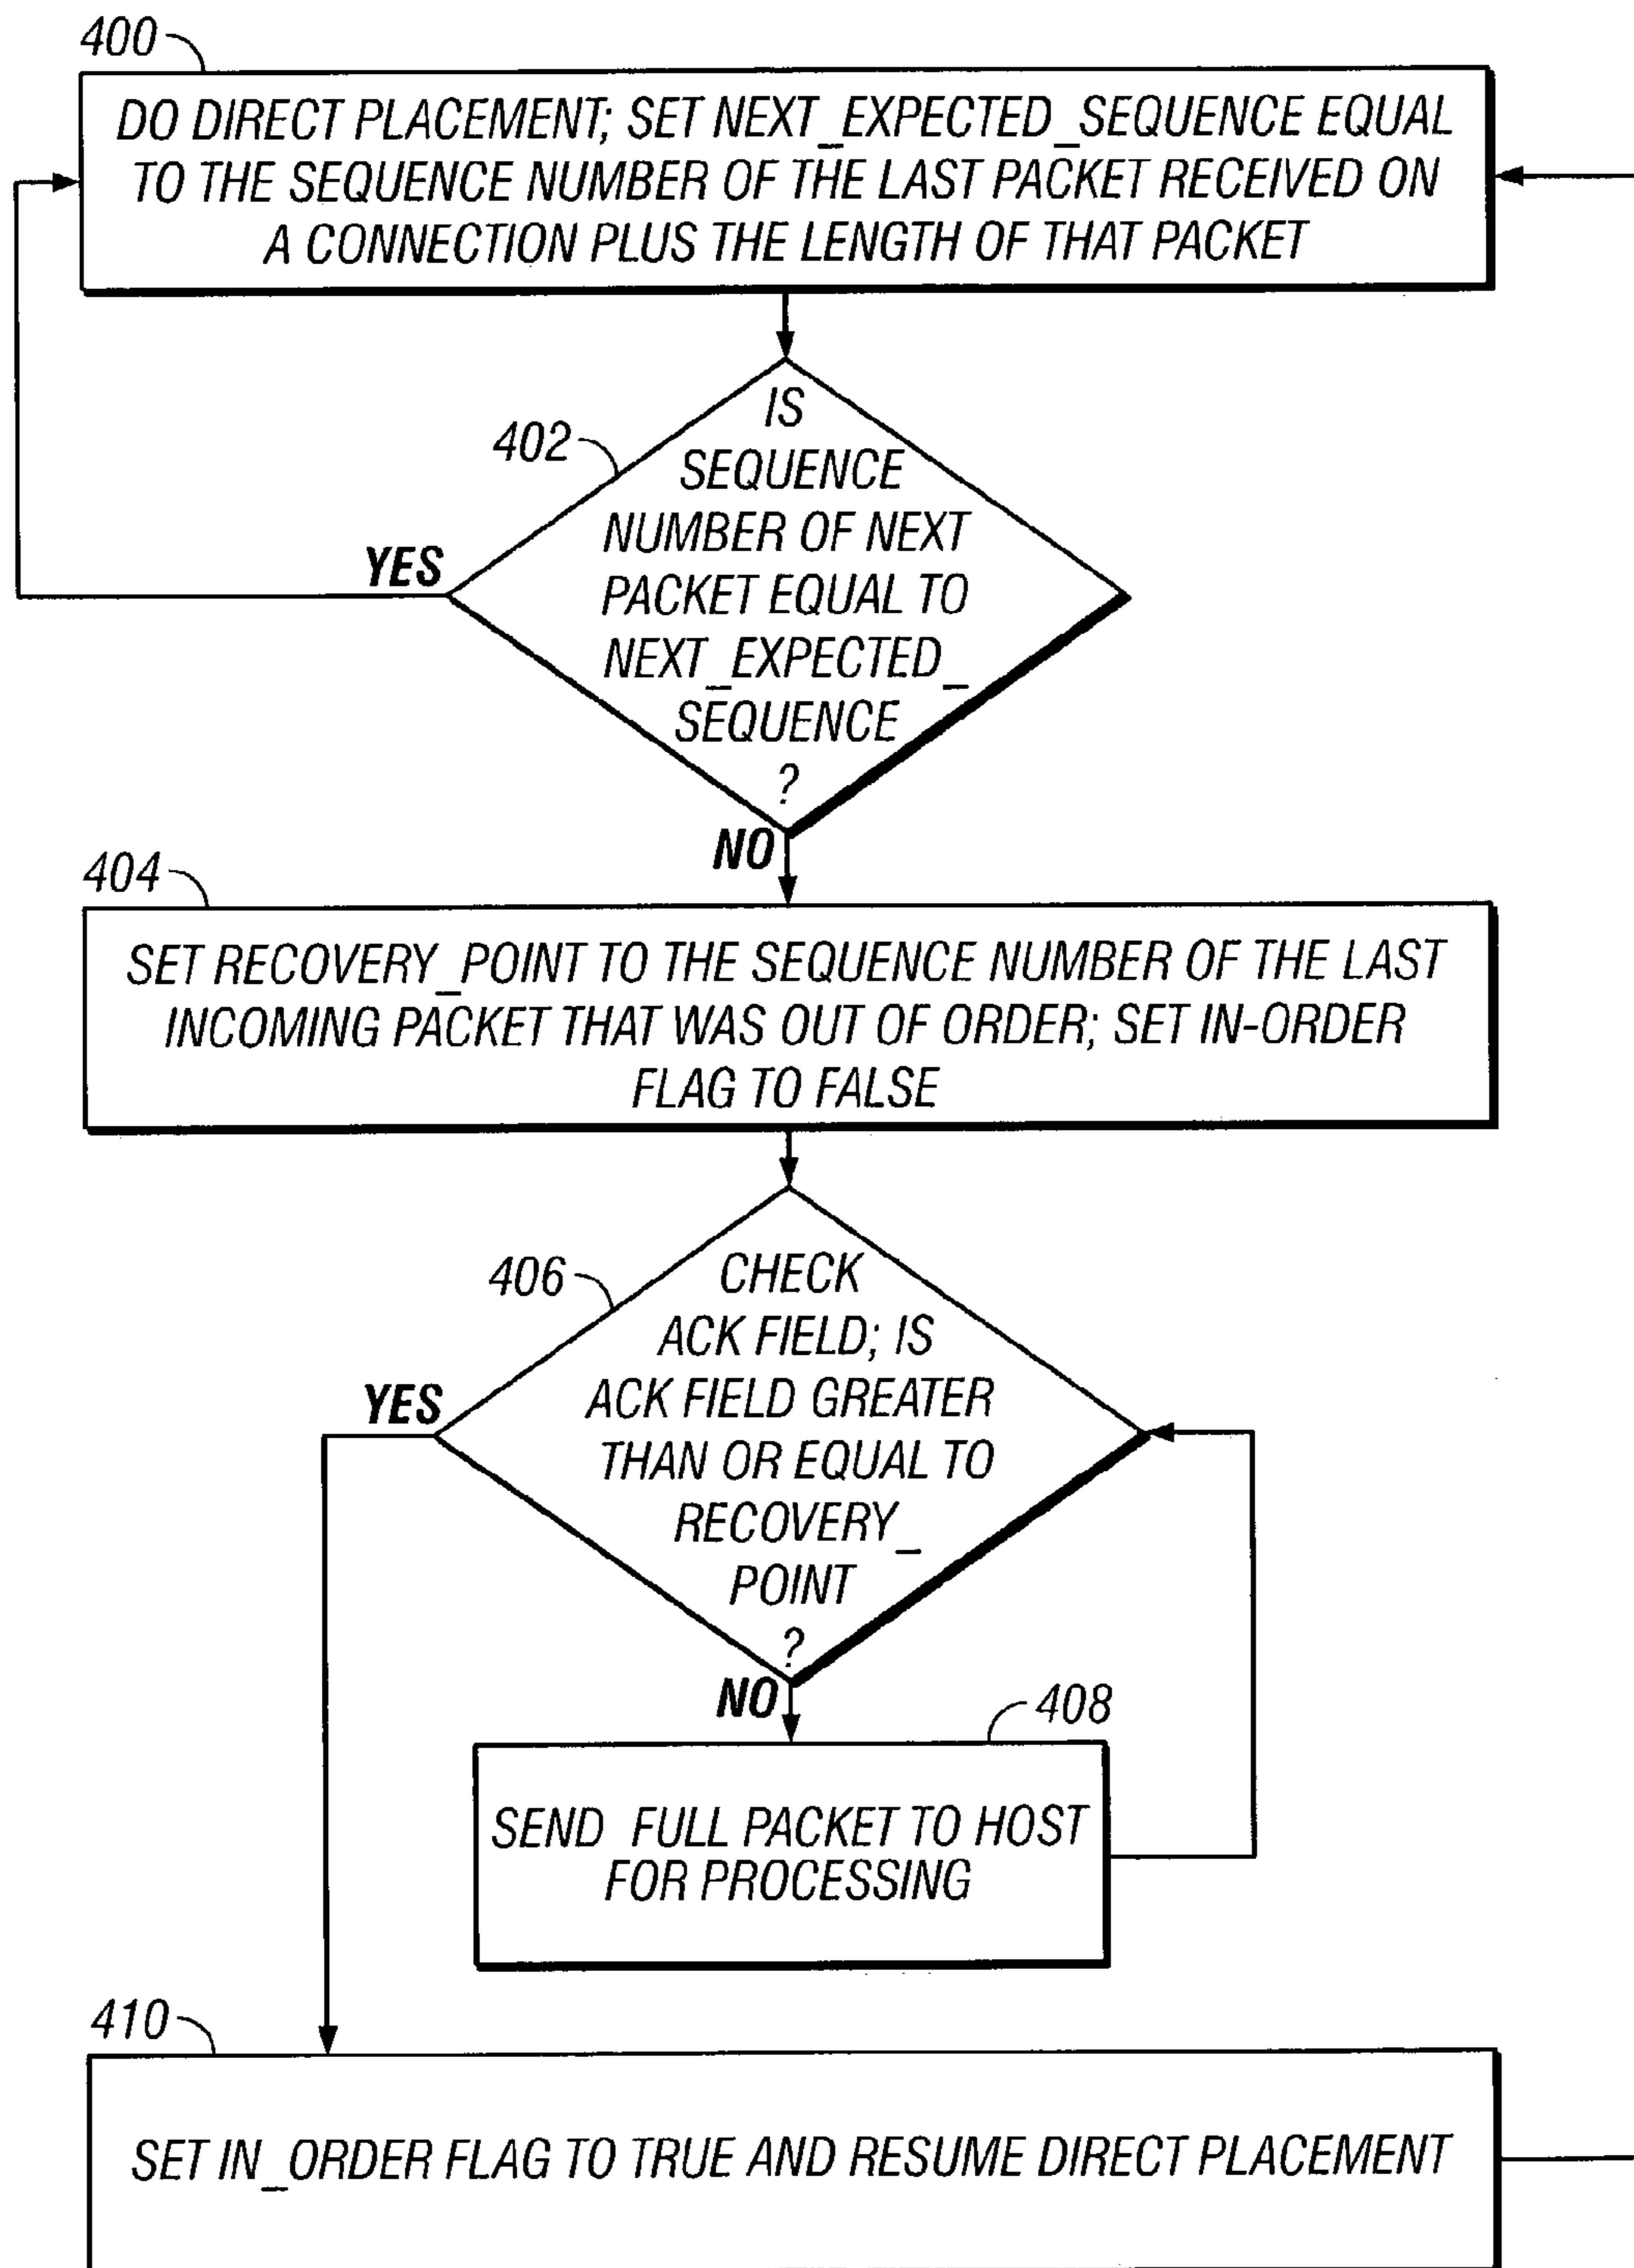 400
DO DIRECT PLACEMENT; SET NEXT_EXPECTED_SEQUENCE EQUAL
TO THE SEQUENCE NUMBER OF THE LAST PACKET RECEIVED ON
A CONNECTION PLUS THE LENGTH OF THAT PACKET
402
IS
SEQUENCE
NUMBER OF NEXT
PACKET EQUAL TO
NEXT_EXPECTED_
SEQUENCE
?
YES
NO
404
SET RECOVERY_POINT TO THE SEQUENCE NUMBER OF THE LAST
INCOMING PACKET THAT WAS OUT OF ORDER; SET IN-ORDER
FLAG TO FALSE
406
CHECK
ACK FIELD; IS
ACK FIELD GREATER
THAN OR EQUAL TO
RECOVERY_
POINT
?
YES
NO
408
SEND FULL PACKET TO HOST
FOR PROCESSING
410
SET IN_ORDER FLAG TO TRUE AND RESUME DIRECT PLACEMENT